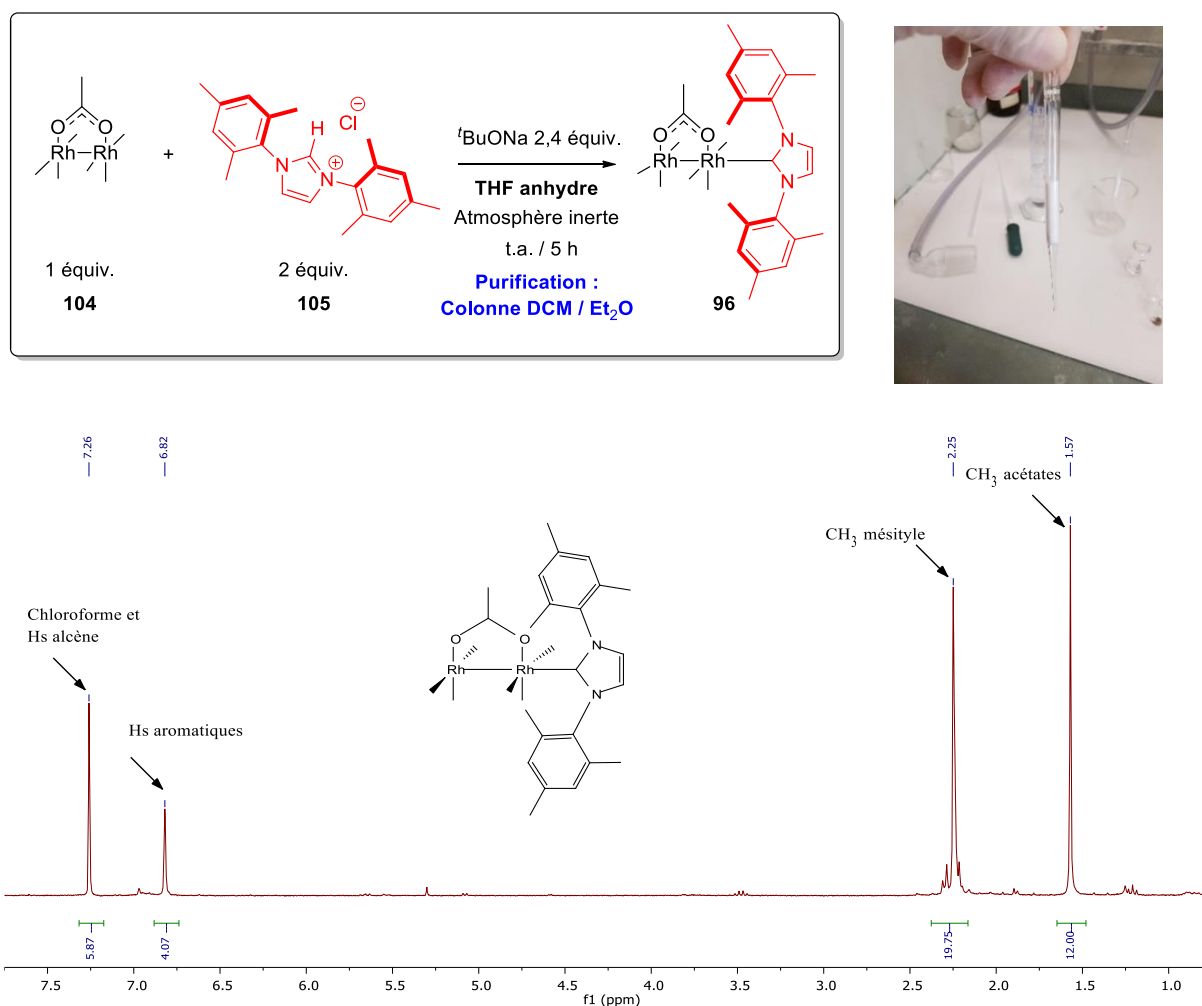 O O
Rh Rh
+
H
Cl ⊖
N
⊕
N
ᵗBuONa 2,4 équiv.
THF anhydre
Atmosphère inerte
t.a. / 5 h
Purification :
Colonne DCM / Et₂O
O O
Rh Rh
N
N
1 équiv.
2 équiv.
104
105
96
7.26
6.82
2.25
1.57
CH₃ acétates
CH₃ mésityle
Chloroforme et
Hs alcène
Hs aromatiques
O O
Rh Rh
N
N
5.87
4.07
19.75
12.00
7.5 7.0 6.5 6.0 5.5 5.0 4.5 4.0 3.5 3.0 2.5 2.0 1.5 1.0
f1 (ppm)